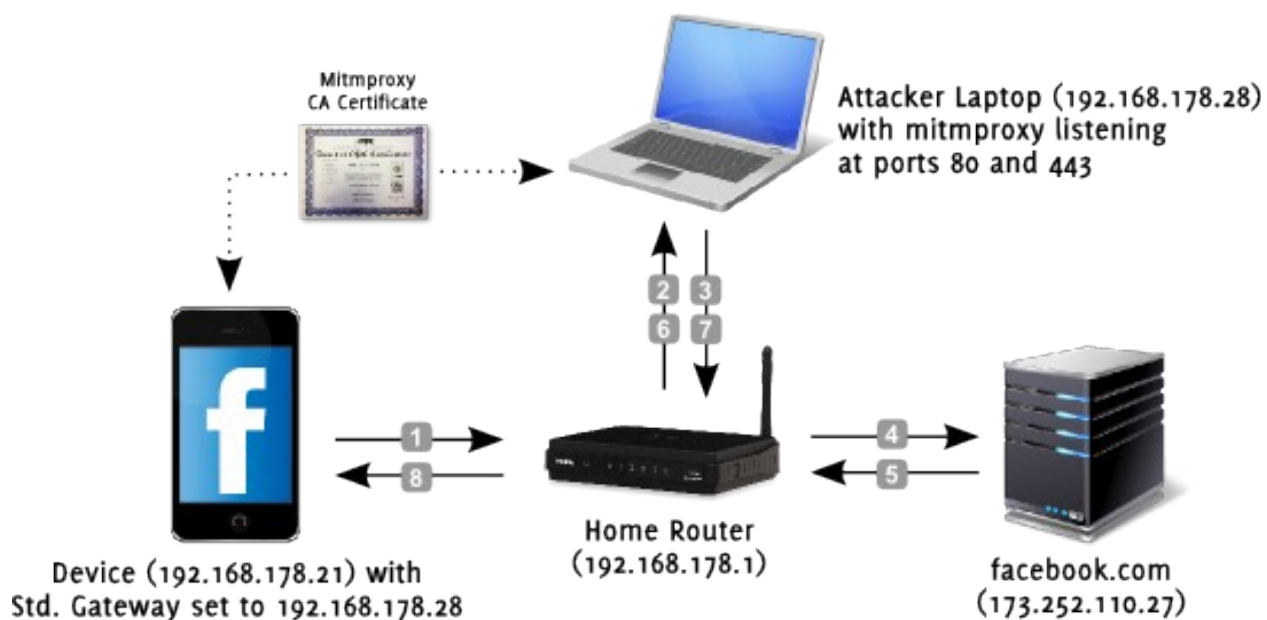 Mitmproxy
CA Certificate
Attacker Laptop (192.168.178.28)
with mitmproxy listening
at ports 80 and 443
2
3
6
7
f
1
8
4
5
Device (192.168.178.21) with
Std. Gateway set to 192.168.178.28
Home Router
(192.168.178.1)
facebook.com
(173.252.110.27)